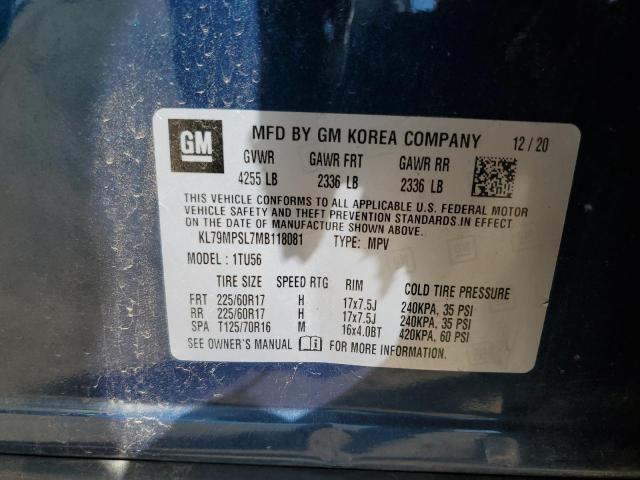 GM
MFD BY GM KOREA COMPANY 12 / 20
GVWR GAWR FRT GAWR RR
4255 LB 2336 LB 2336 LB
THIS VEHICLE CONFORMS TO ALL APPLICABLE U.S. FEDERAL MOTOR
VEHICLE SAFETY AND THEFT PREVENTION STANDARDS.IN EFFECT
ON THE DATE OF MANUFACTURE SHOWN ABOVE.
KL79MPSL7MB118081 TYPE: MPV
MODEL : 1TU56
TIRE SIZE SPEED RTG RIM COLD TIRE PRESSURE
FRT 225/60R17 H 17x7.5J 240KPA, 35 PSI
RR 225/60R17 H 17x7.5J 240KPA, 35 PSI
SPA T125/70R16 M 16x4.0BT 420KPA, 60 PSI
SEE OWNER'S MANUAL FOR MORE INFORMATION.